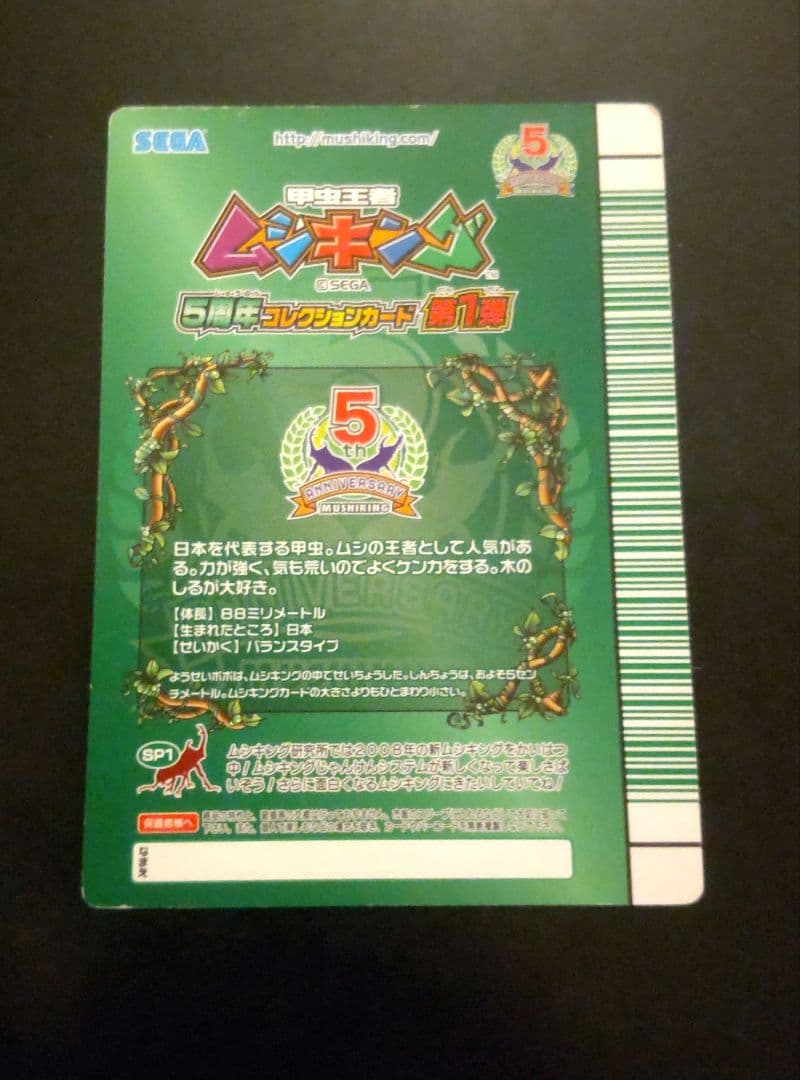 SEGA
http://mushiking.com/
5
甲虫王者
ムシキング
TM
©SEGA
5周年コレクションカード 第1弾
5
th
ANNIVERSARY
MUSHIKING
日本を代表する甲虫。ムシの王者として人気があ
る。力が強く、気も荒いのでよくケンカをする。木の
しるが大好き。
【体長】88ミリメートル
【生まれたところ】日本
【せいかく】バランスタイプ
ようせいポポは、ムシキングの中でせいちょうした。しんちょうは、およそ5セン
チメートル。ムシキングカードの大きさよりもひとまわり小さい。
SP1
ムシキング研究所では2008年の新ムシキングをかいはつ
中！ムシキングじゃんけんシステムが新しくなって楽しさば
いぞう！さらに面白くなるムシキングにきたいしていてね！
保護者様へ
なまえ